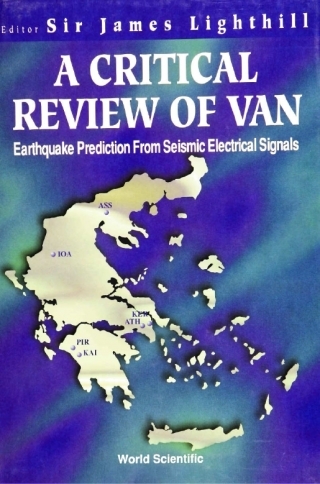 Editor Sir James Lighthill
A CRITICAL
REVIEW OF VAN
Earthquake Prediction From Seismic Electrical Signals
ASS
IOA
KER
ATH
PIR
KAI
World Scientific